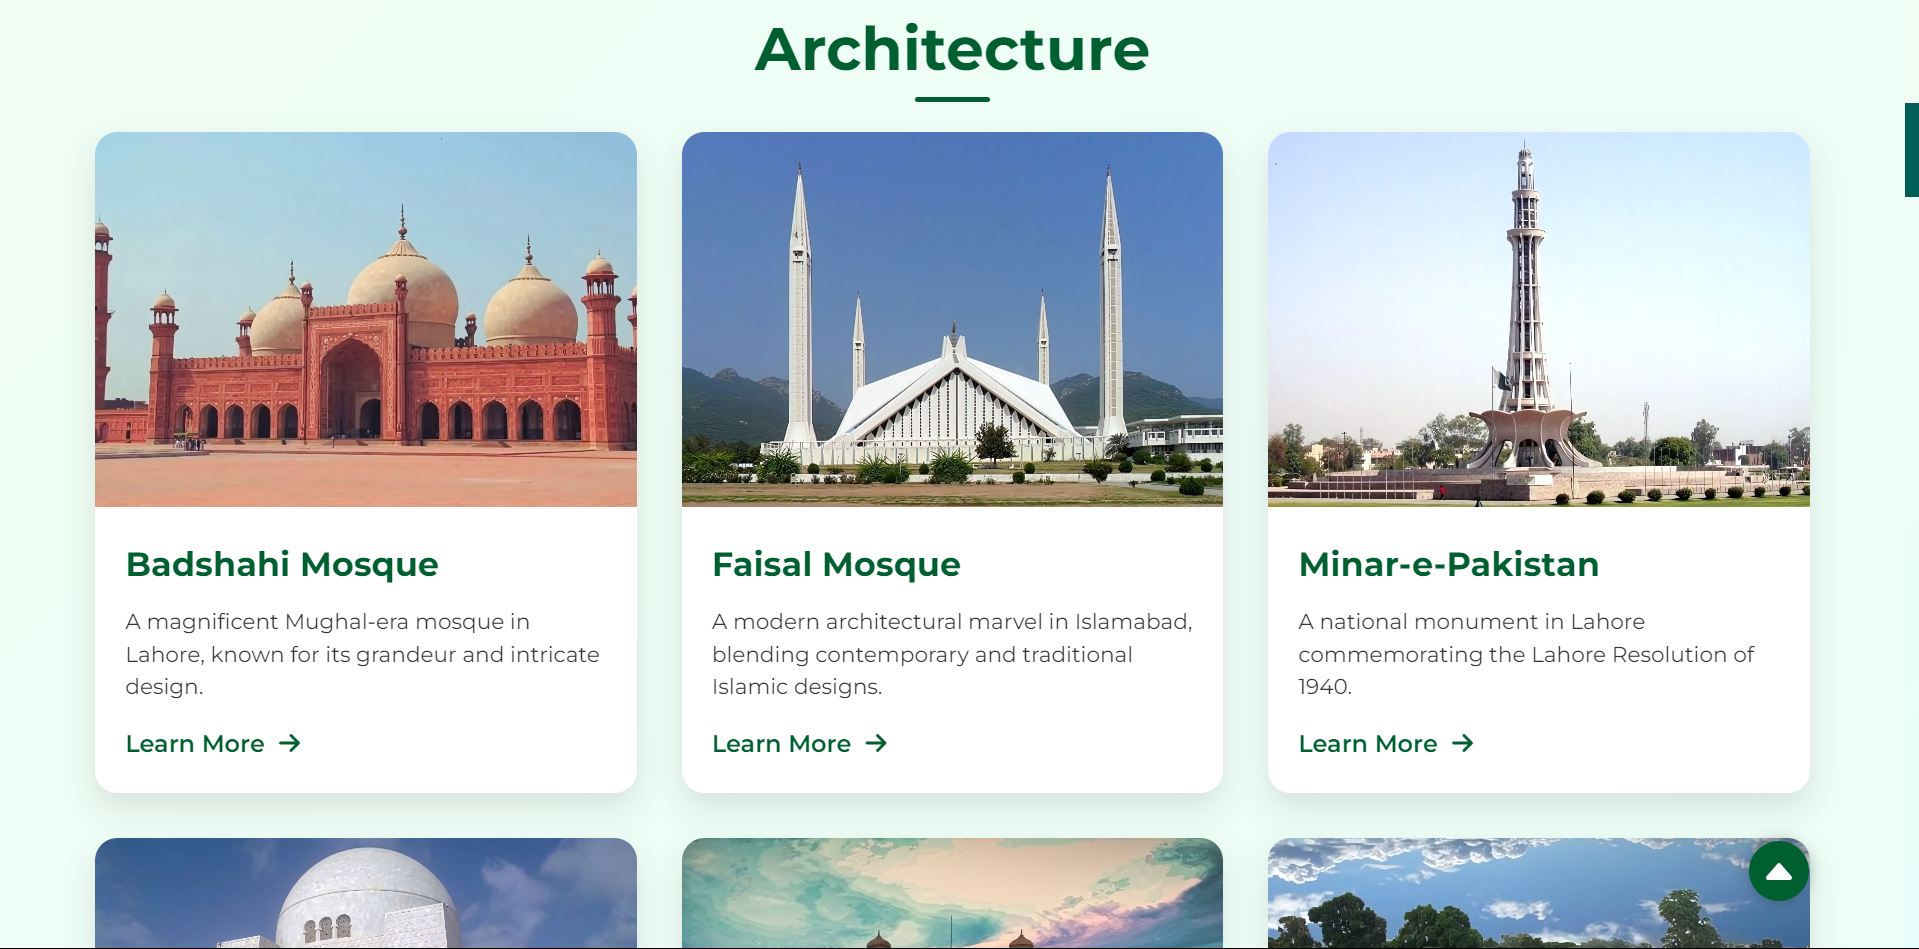 Architecture
Badshahi Mosque
A magnificent Mughal-era mosque in
Lahore, known for its grandeur and intricate
design.
Learn More
Faisal Mosque
A modern architectural marvel in Islamabad,
blending contemporary and traditional
Islamic designs.
Learn More
Minar-e-Pakistan
A national monument in Lahore
commemorating the Lahore Resolution of
1940.
Learn More